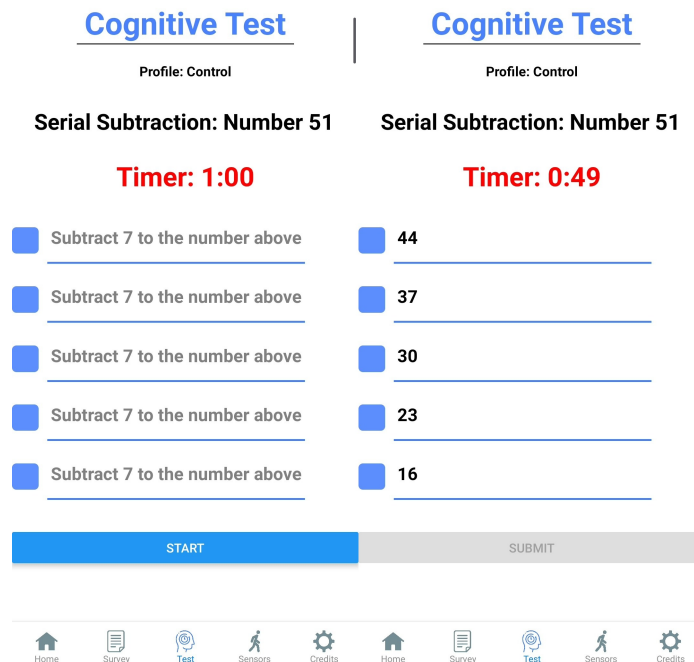 Cognitive Test
Profile: Control
Serial Subtraction: Number 51
Timer: 1:00
Subtract 7 to the number above
Subtract 7 to the number above
Subtract 7 to the number above
Subtract 7 to the number above
Subtract 7 to the number above
START
Home Survey Test Sensors Credits
Cognitive Test
Profile: Control
Serial Subtraction: Number 51
Timer: 0:49
44
37
30
23
16
SUBMIT
Home Survey Test Sensors Credits